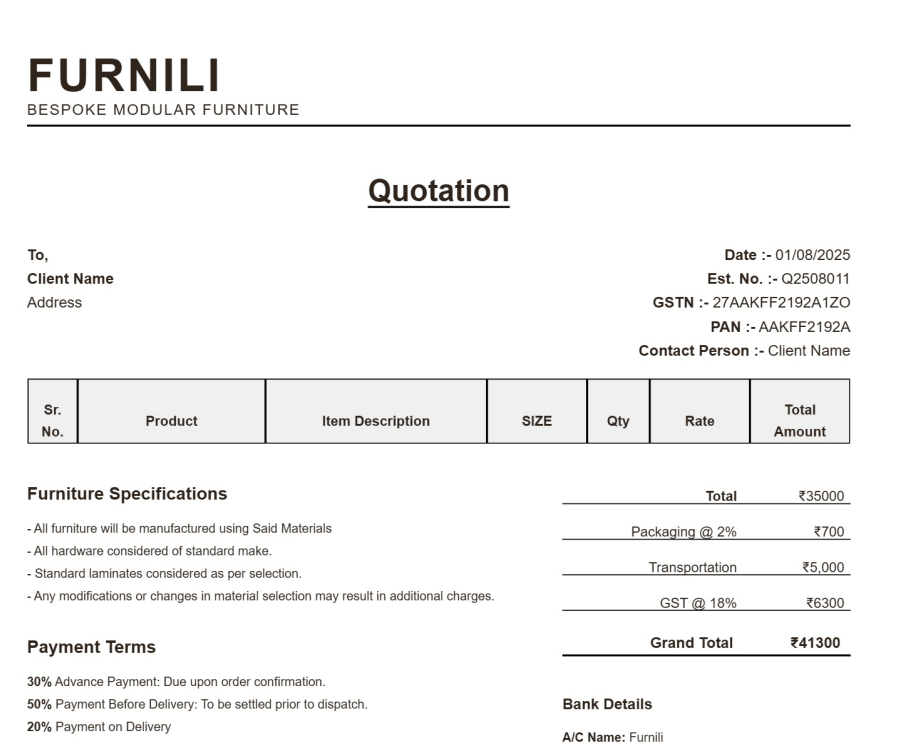 FURNILI
BESPOKE MODULAR FURNITURE
Quotation
To,
Client Name
Address
Date :- 01/08/2025
Est. No. :- Q2508011
GSTN :- 27AAKFF2192A1ZO
PAN :- AAKFF2192A
Contact Person :- Client Name
Sr. No. Product Item Description SIZE Qty Rate Total Amount
Furniture Specifications
- All furniture will be manufactured using Said Materials
- All hardware considered of standard make.
- Standard laminates considered as per selection.
- Any modifications or changes in material selection may result in additional charges.
Payment Terms
30% Advance Payment: Due upon order confirmation.
50% Payment Before Delivery: To be settled prior to dispatch.
20% Payment on Delivery
Total ₹35000
Packaging @ 2% ₹700
Transportation ₹5,000
GST @ 18% ₹6300
Grand Total ₹41300
Bank Details
A/C Name: Furnili